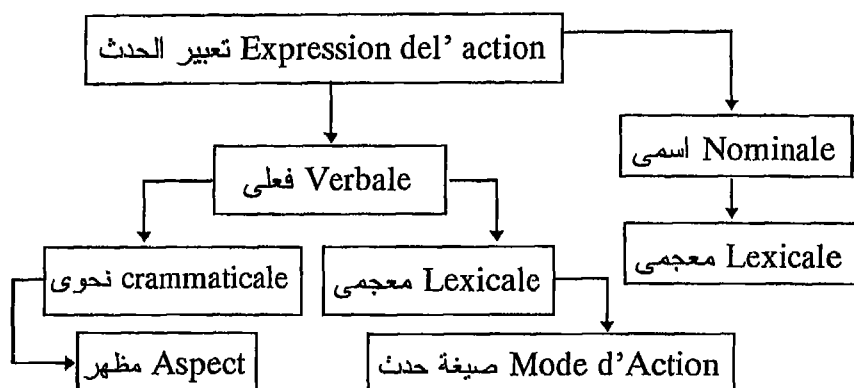 تعبير الحدث Expression del' action
اسمى Nominale
فعلى Verbale
معجمى Lexicale
نحوى crammaticale
معجمى Lexicale
مظهر Aspect
صيغة حدث Mode d'Action